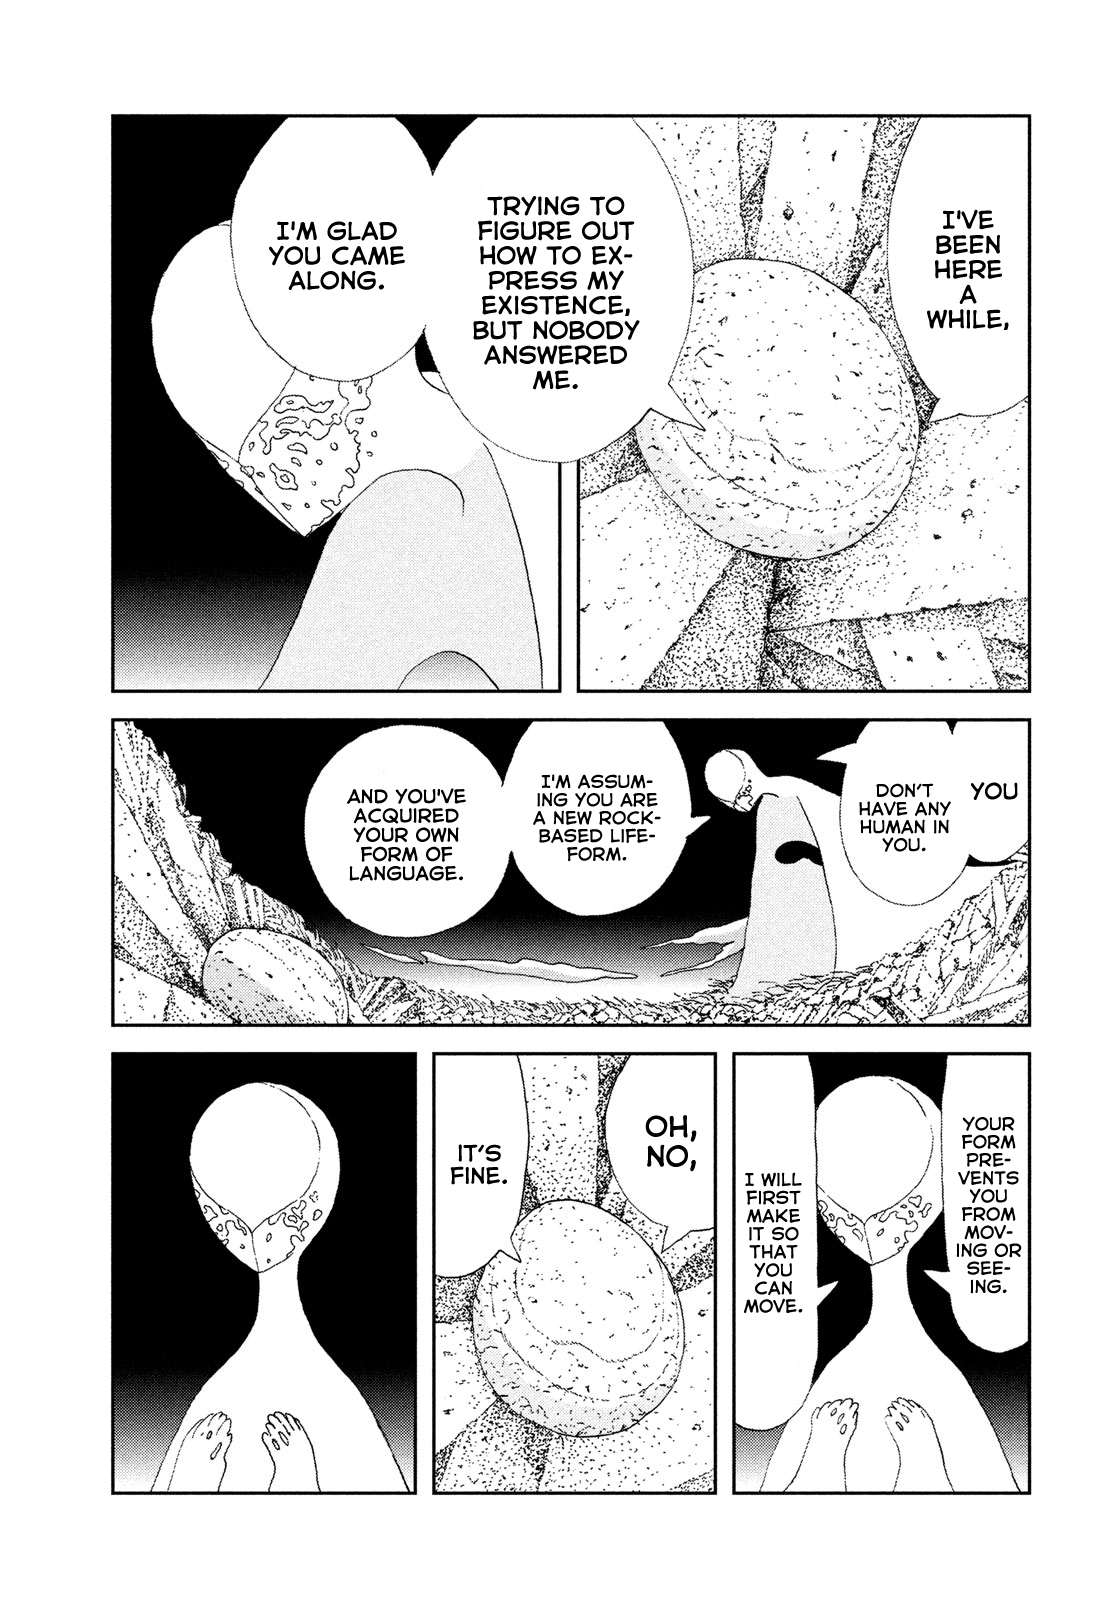 I'VE
BEEN
HERE
A
WHILE,
TRYING TO
FIGURE OUT
HOW TO EX-
PRESS MY
EXISTENCE,
BUT NOBODY
ANSWERED
ME.
I'M GLAD
YOU CAME
ALONG.
YOU
DON'T
HAVE ANY
HUMAN IN
YOU.
I'M ASSUM-
ING YOU ARE
A NEW ROCK-
BASED LIFE-
FORM.
AND YOU'VE
ACQUIRED
YOUR OWN
FORM OF
LANGUAGE.
YOUR
FORM
PRE-
VENTS
YOU
FROM
MOV-
ING OR
SEE-
ING.
I WILL
FIRST
MAKE
IT SO
THAT
YOU
CAN
MOVE.
OH,
NO,
IT'S
FINE.